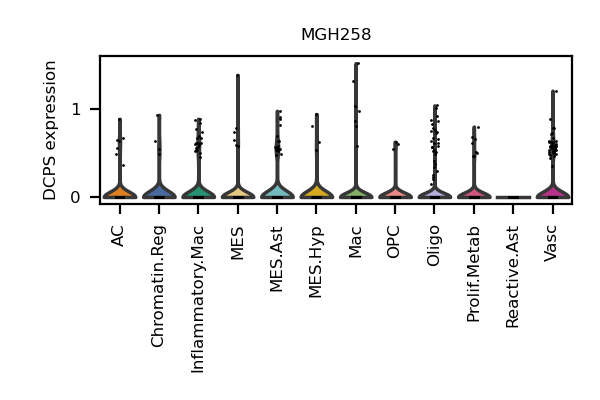 MGH258
DCPS expression
1
0
AC
Chromatin.Reg
Inflammatory.Mac
MES
MES.Ast
MES.Hyp
Mac
OPC
Oligo
Prolif.Metab
Reactive.Ast
Vasc